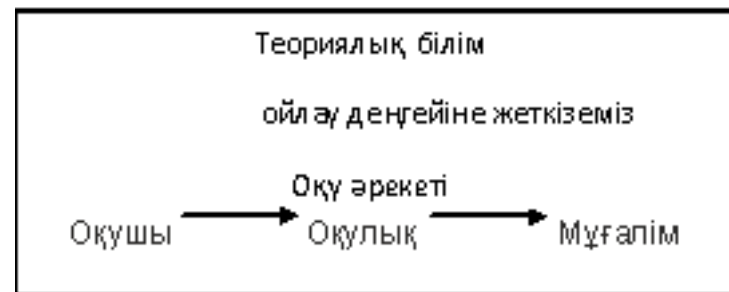 Теориялық білім
ойлау деңгейіне жеткіземіз
Оқу әрекеті
Оқушы Оқулық Мұғалім